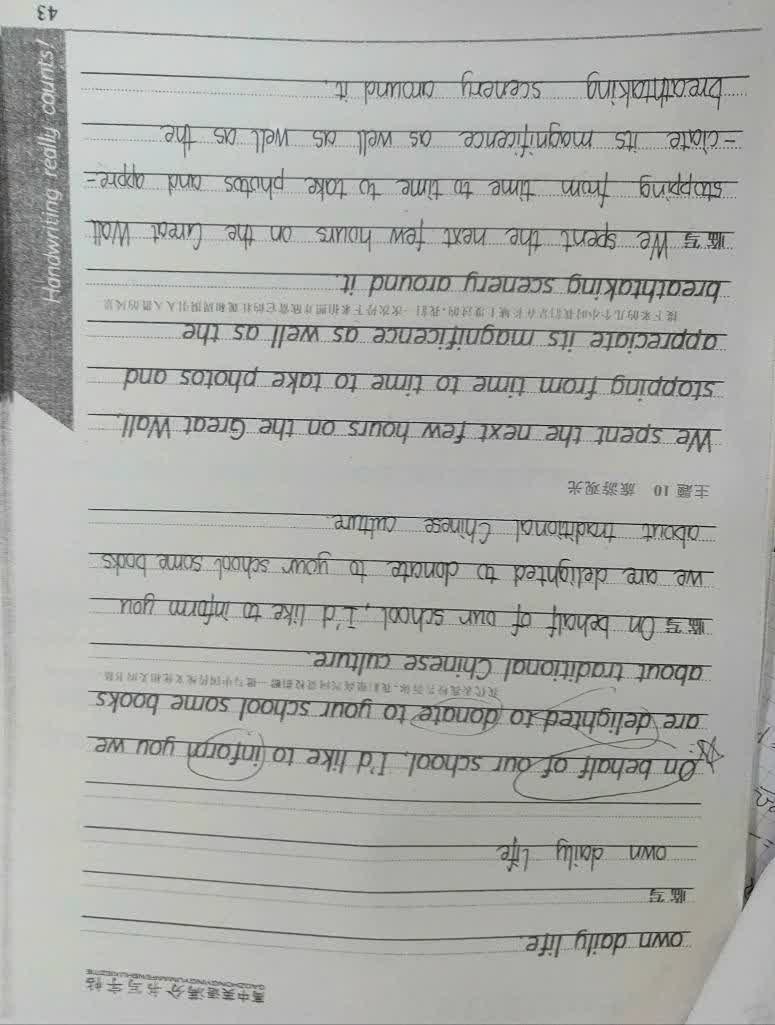 高中英语满分书写字帖
GAOZHONGYINGYUMANFENSHUXIEZITIE
own daily life.
临写
own daily life
On behalf of our school, I'd like to inform you we
are delighted to donate to your school some books
我代表我校告诉你,我们很高兴向贵校捐赠一些与中国传统文化相关的书籍
about traditional Chinese culture.
临写 On behalf of our school, I'd like to inform you
we are delighted to donate to your school some books
about traditional Chinese culture.
主题 10 旅游观光
We spent the next few hours on the Great Wall,
stopping from time to time to take photos and
appreciate its magnificence as well as the
接下来的几个小时我们是在长城上度过的,我们一次次停下来拍照并欣赏它的壮观和周围引人入胜的风景
breathtaking scenery around it.
临写 We spent the next few hours on the Great Wall
stopping from time to time to take photos and appre-
-ciate its magnificence as well as well as the
breathtaking scenery around it.
Handwriting really counts!
43